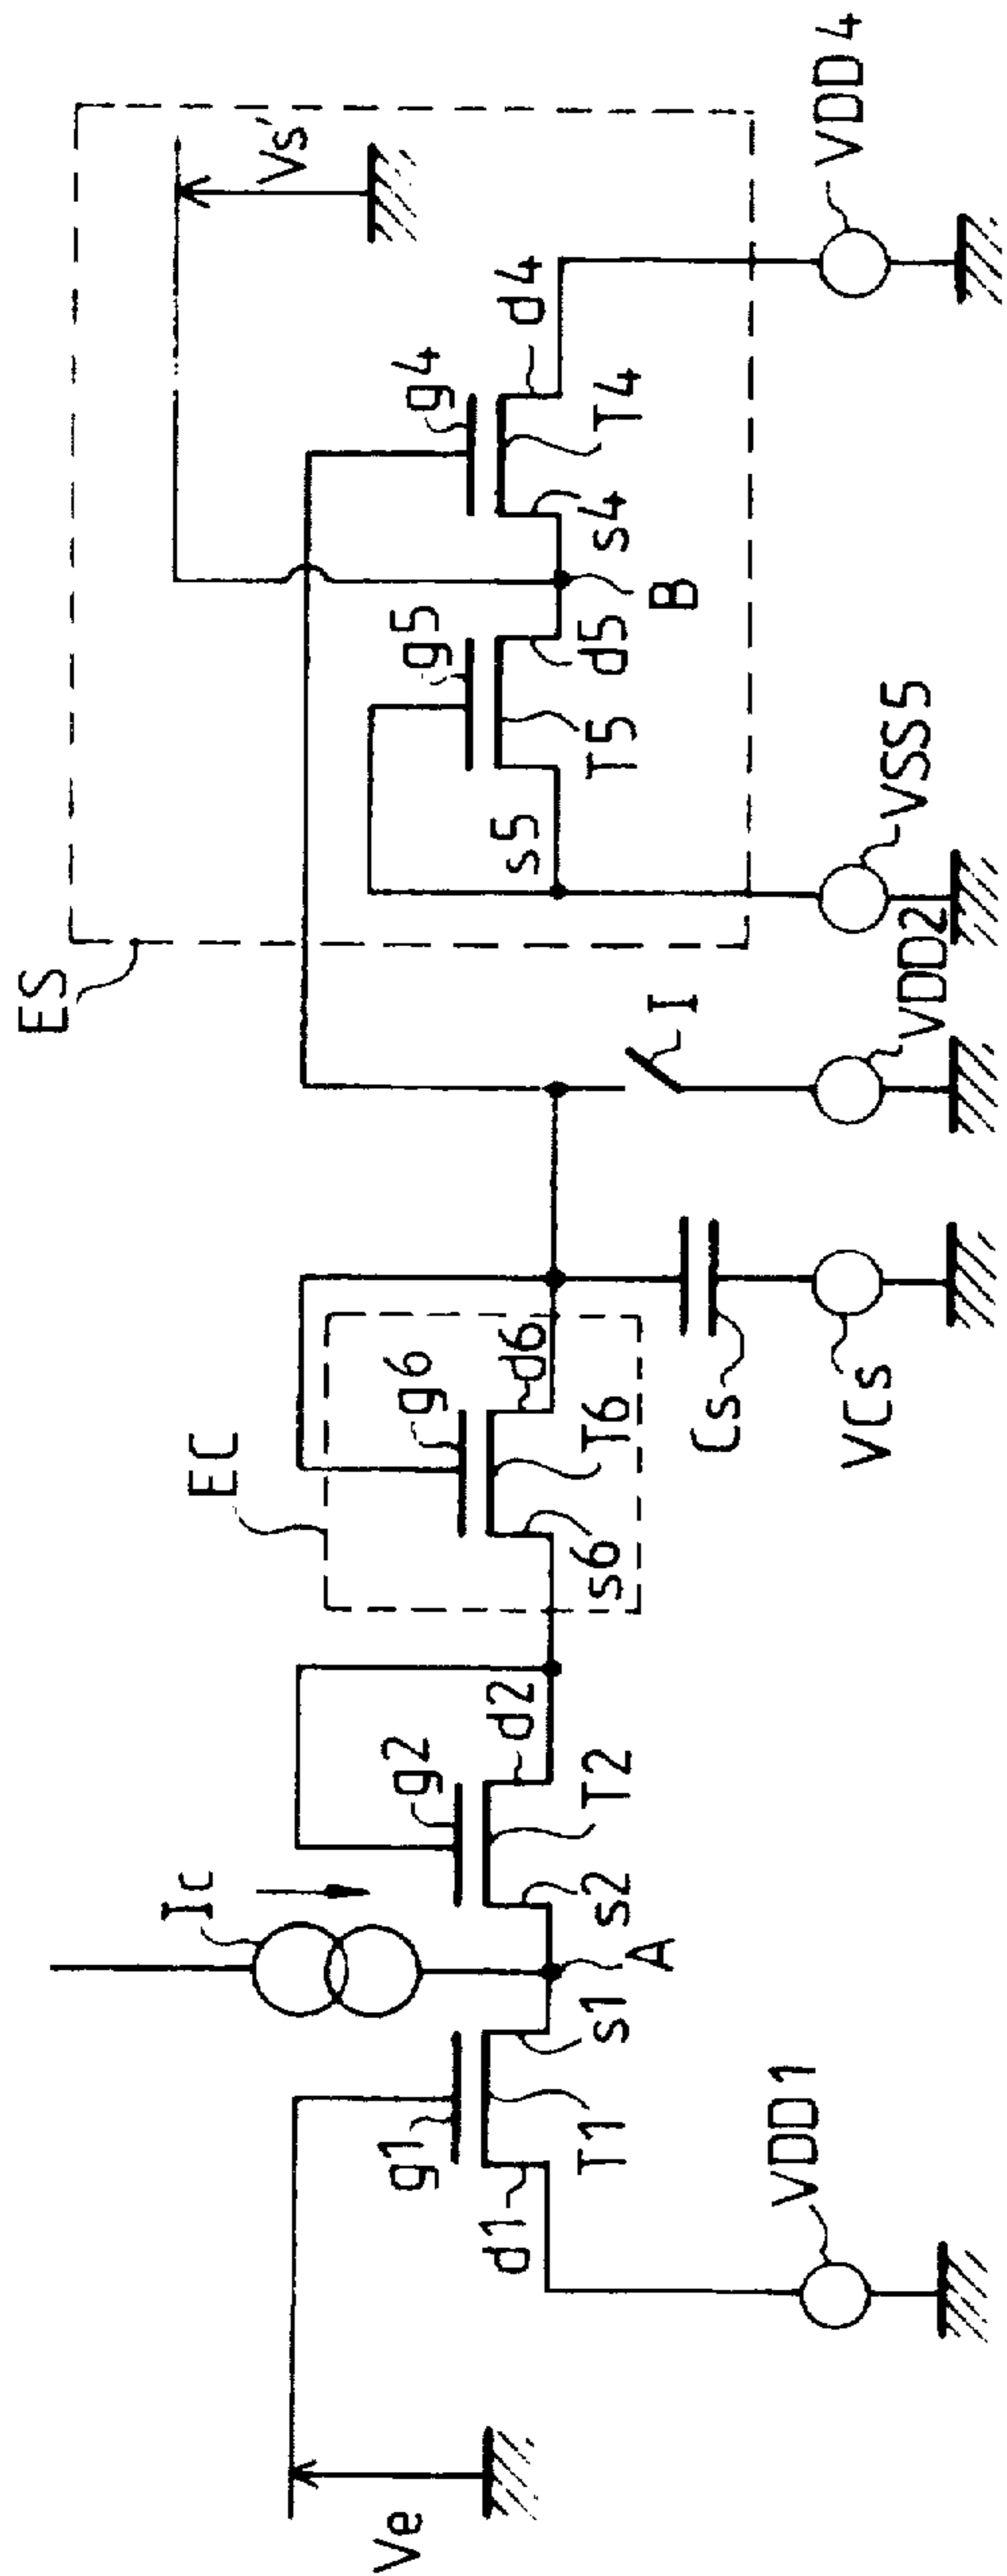 ES
Vs'
g4
d4
T4
s4
B
g5
d5
T5
s5
VDD4
VSS5
VDD2
I
EC
g6
d6
T6
s6
Cs
VCs
Ic
g2
d2
T2
s2
A
g1
s1
T1
d1
VDD1
Ve